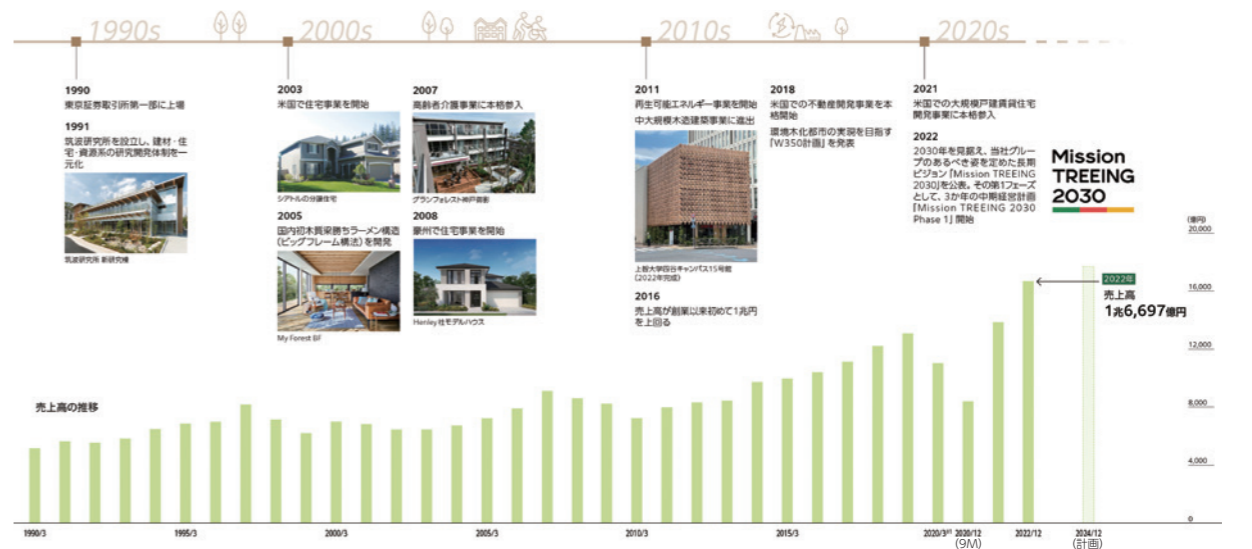 1990s
2000s
2010s
2020s
1990
東京証券取引所第一部に上場
1991
筑波研究所を設立し、建材・住
宅・資源系の研究開発体制を一
元化
筑波研究所 新研究棟
2003
米国で住宅事業を開始
シアトルの分譲住宅
2005
国内初木質梁勝ちラーメン構造
（ビッグフレーム構法）を開発
My Forest BF
2007
高齢者介護事業に本格参入
グランフォレスト神戸御影
2008
豪州で住宅事業を開始
Henley社モデルハウス
2011
再生可能エネルギー事業を開始
中大規模木造建築事業に進出
上智大学四谷キャンパス15号館
（2022年完成）
2016
売上高が創業以来初めて1兆円
を上回る
2018
米国での不動産開発事業を本
格開始
環境木化都市の実現を目指す
「W350計画」を発表
2021
米国での大規模戸建賃貸住宅
開発事業に本格参入
2022
2030年を見据え、当社グルー
プのあるべき姿を定めた長期
ビジョン「Mission TREEING
2030」を公表。その第1フェーズ
として、3か年の中期経営計画
「Mission TREEING 2030
Phase 1」開始
Mission
TREEING
2030
（億円）
20,000
16,000
12,000
8,000
4,000
0
2022年
売上高
1兆6,697億円
売上高の推移
1990/3
1995/3
2000/3
2005/3
2010/3
2015/3
2020/3
2020/12
(9M)
2022/12
2024/12
(計画)